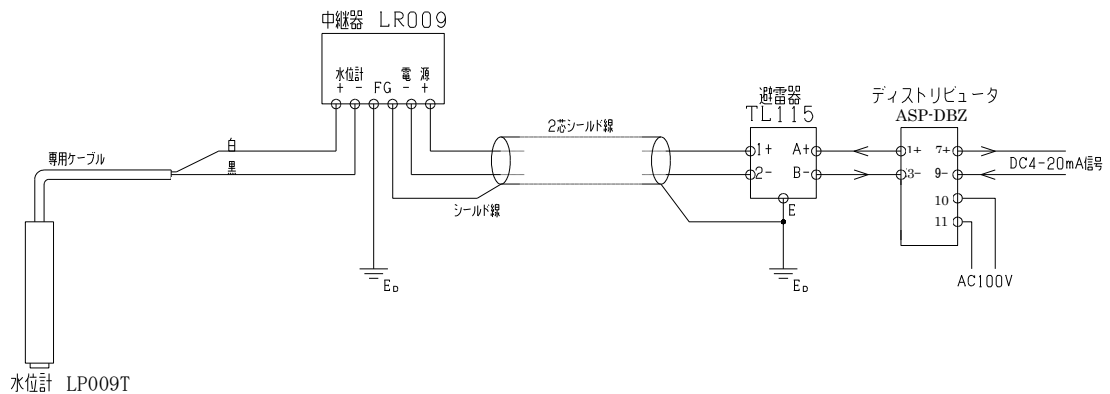 中継器 LR009
水位計 電 源
+ - FG - +
避雷器
TL115
ディストリビュータ
ASP-DBZ
2芯シールド線
白
専用ケーブル
黒
1+ A+ 1+ 7+
DC4-20mA信号
2- B- 3- 9-
シールド線
E
10
11
ED
ED
AC100V
水位計 LP009T